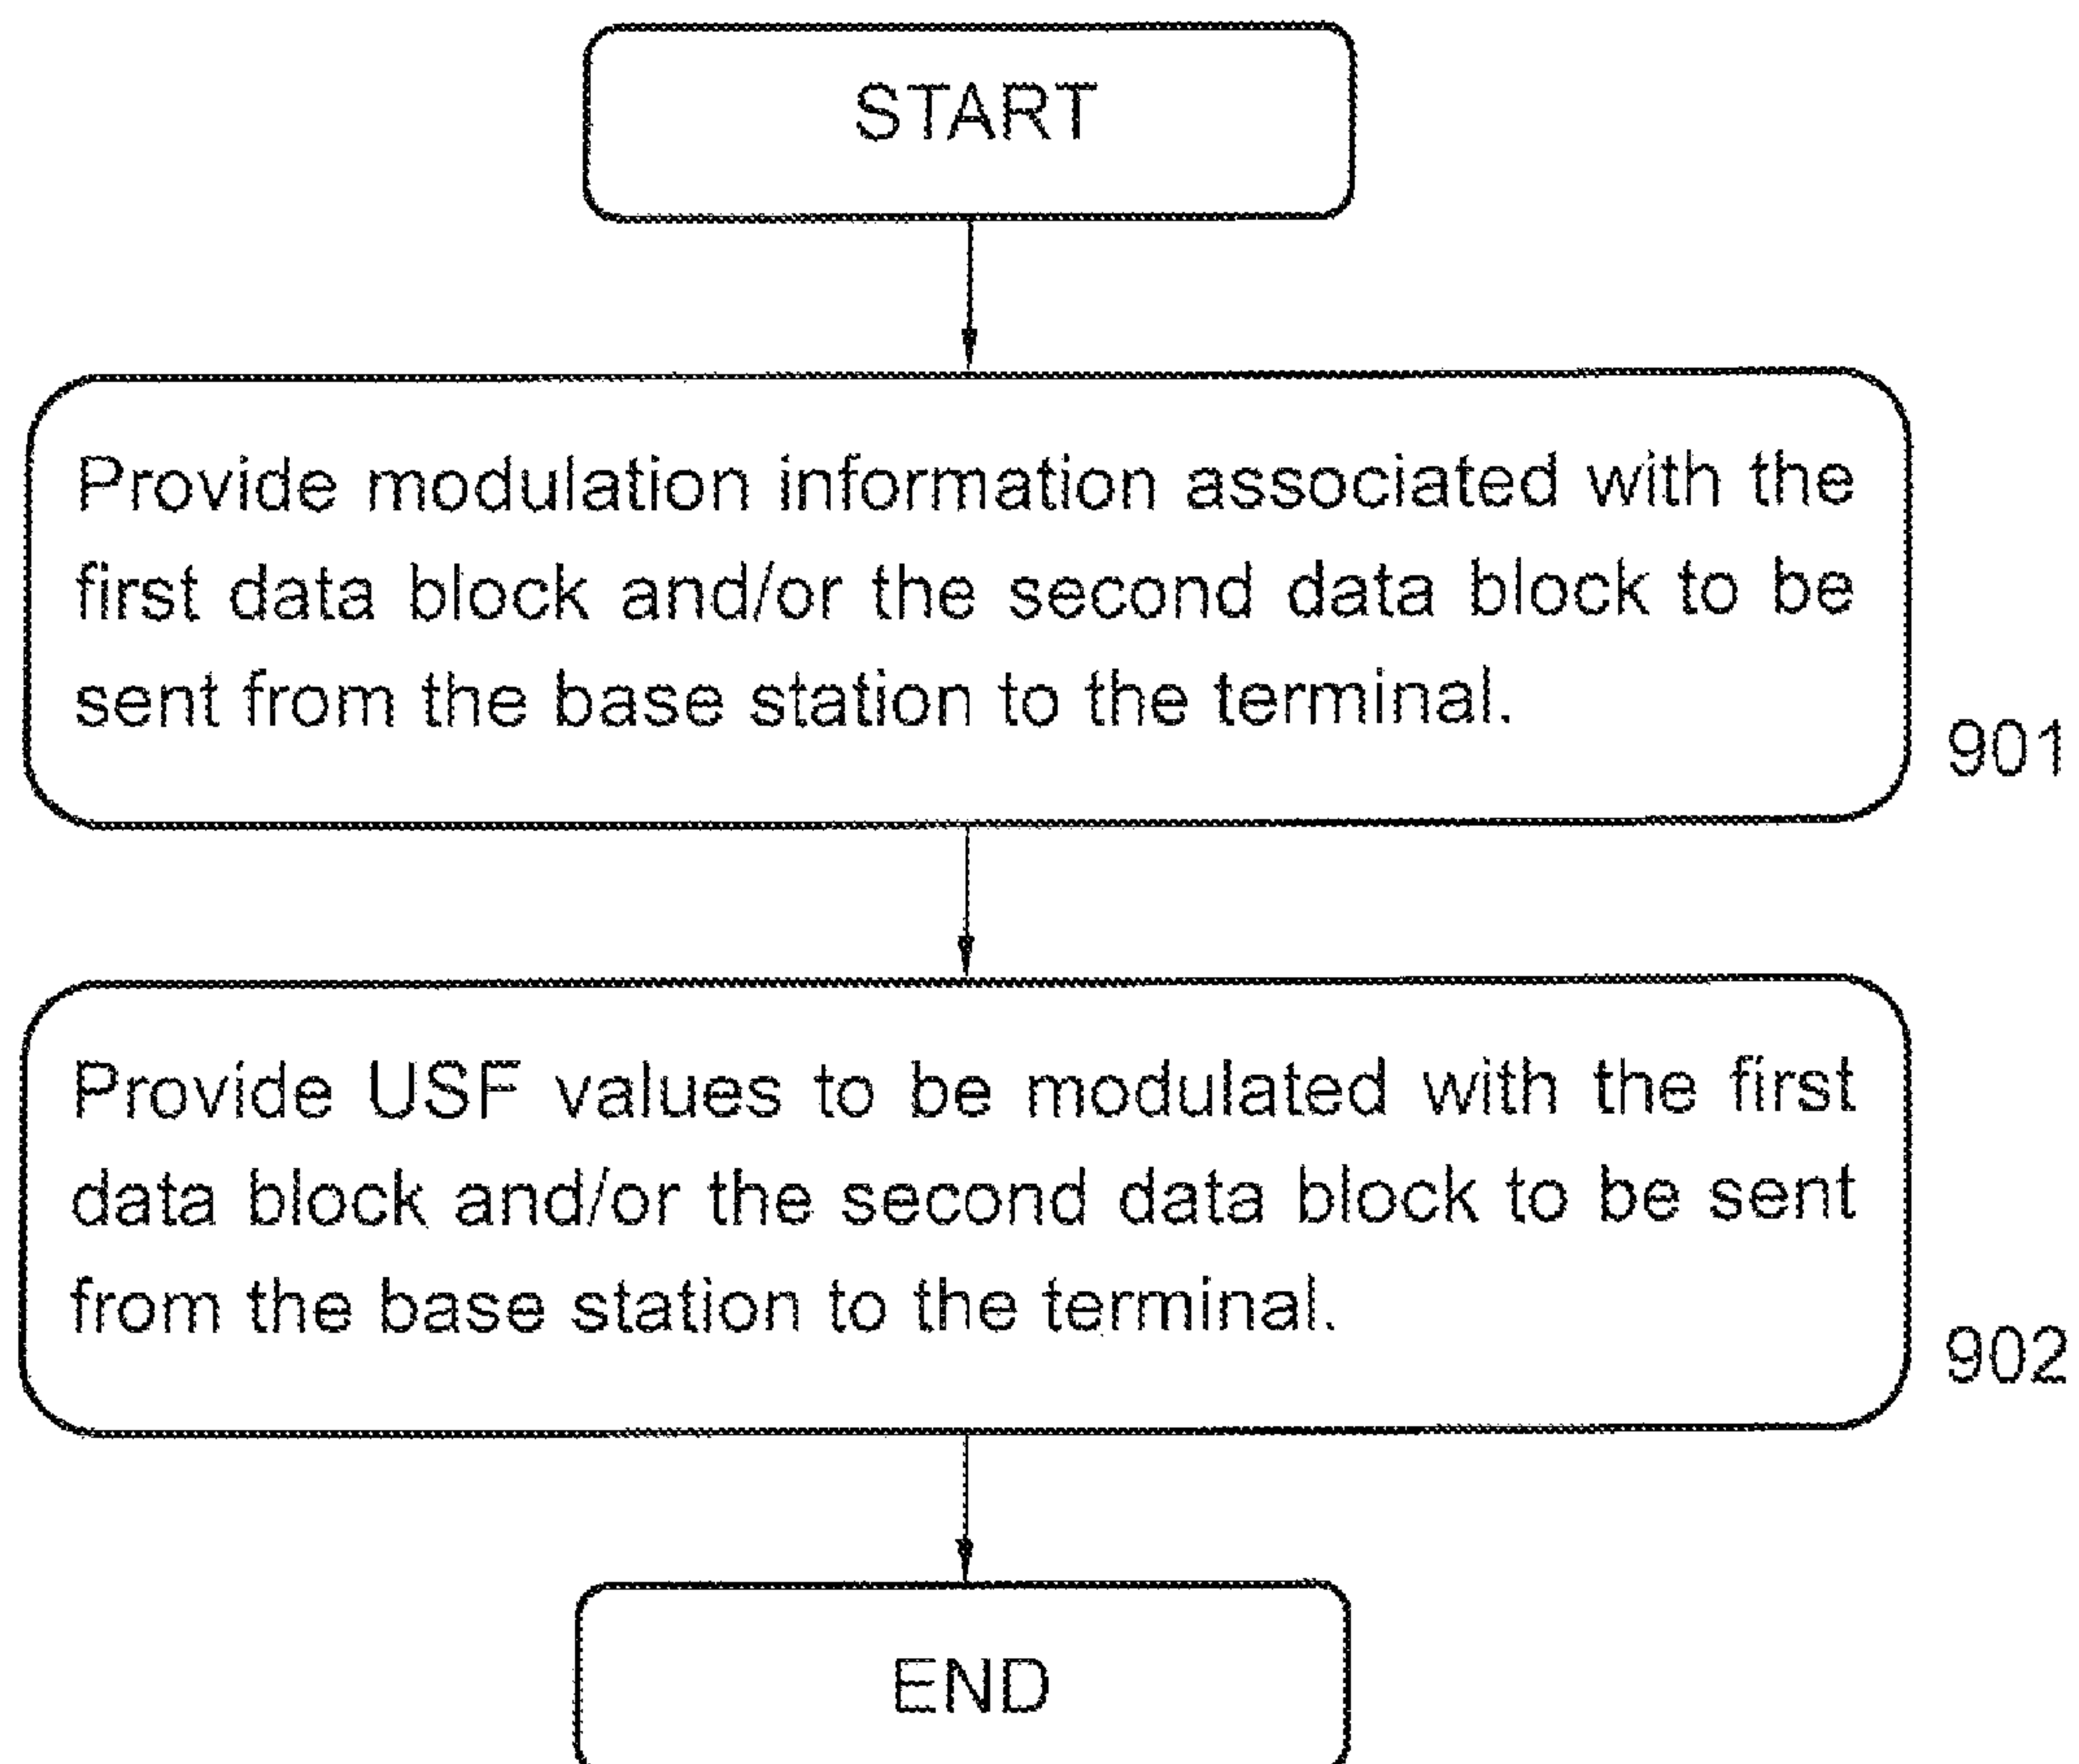 START
Provide modulation information associated with the
first data block and/or the second data block to be
sent from the base station to the terminal.
901
Provide USF values to be modulated with the first
data block and/or the second data block to be sent
from the base station to the terminal.
902
END